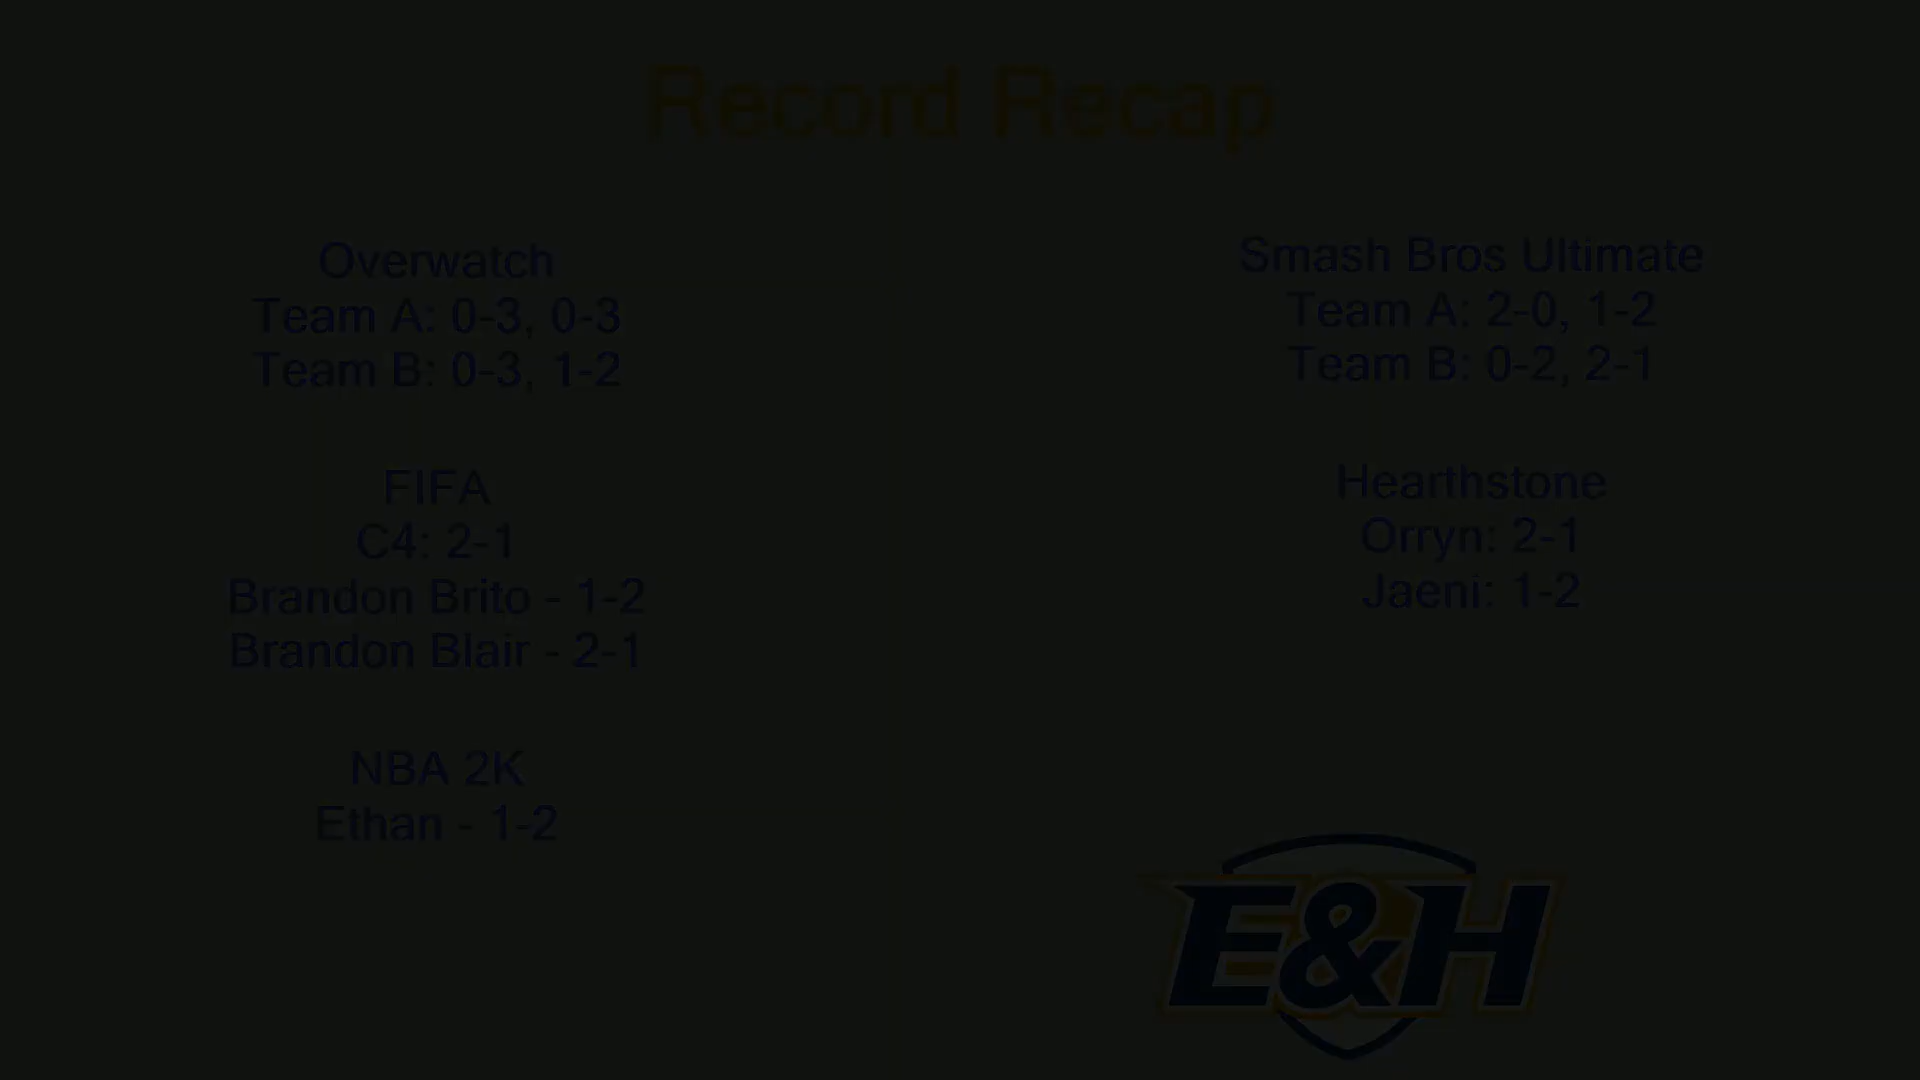 Record Recap
Overwatch
Team A: 0-3, 0-3
Team B: 0-3, 1-2
FIFA
C4: 2-1
Brandon Brito - 1-2
Brandon Blair - 2-1
NBA 2K
Ethan - 1-2
Smash Bros Ultimate
Team A: 2-0, 1-2
Team B: 0-2, 2-1
Hearthstone
Orryn: 2-1
Jaeni: 1-2
E&H